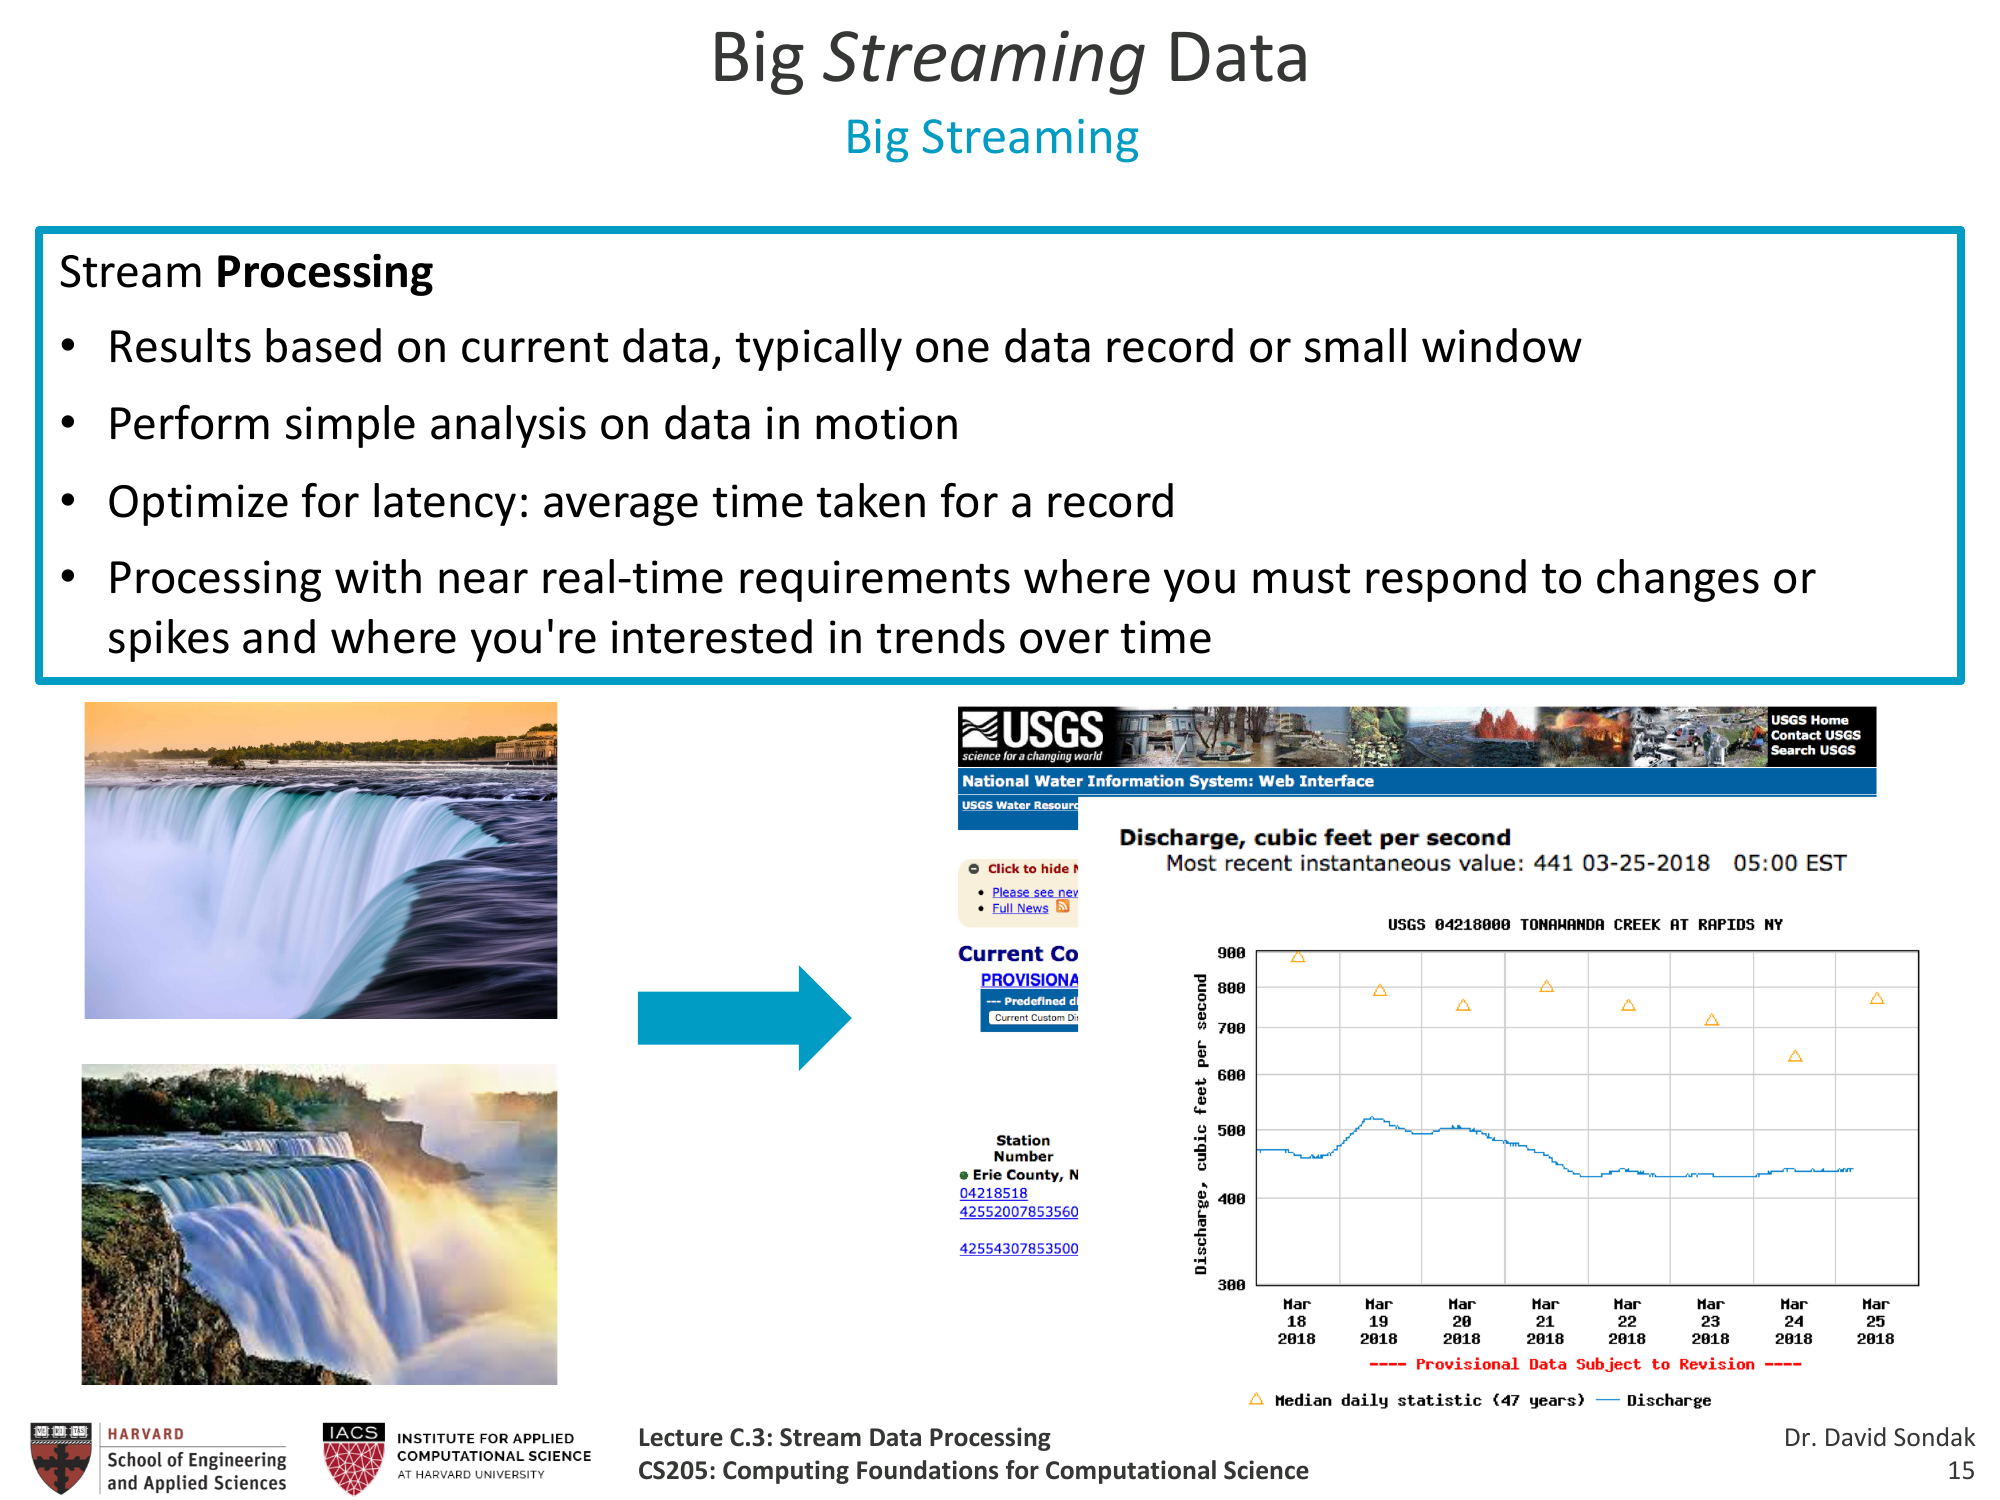 Big Streaming Data
Big Streaming
Stream Processing
• Results based on current data, typically one data record or small window
• Perform simple analysis on data in motion
• Optimize for latency: average time taken for a record
• Processing with near real-time requirements where you must respond to changes or
spikes and where you're interested in trends over time
USGS
science for a changing world
USGS Home
Contact USGS
Search USGS
National Water Information System: Web Interface
USGS Water Resourc
Click to hide N
• Please see new
• Full News
Current Co
PROVISIONA
--- Predefined di
Current Custom Dis
Station
Number
Erie County, N
04218518
42552007853560
42554307853500
Discharge, cubic feet per second
Most recent instantaneous value: 441 03-25-2018 05:00 EST
USGS 04218000 TONAWANDA CREEK AT RAPIDS NY
Discharge, cubic feet per second
900
800
700
600
500
400
300
Mar Mar Mar Mar Mar Mar Mar Mar
18 19 20 21 22 23 24 25
2018 2018 2018 2018 2018 2018 2018 2018
---- Provisional Data Subject to Revision ----
Median daily statistic (47 years) Discharge
HARVARD
School of Engineering
and Applied Sciences
IACS
INSTITUTE FOR APPLIED
COMPUTATIONAL SCIENCE
AT HARVARD UNIVERSITY
Lecture C.3: Stream Data Processing
CS205: Computing Foundations for Computational Science
Dr. David Sondak
15